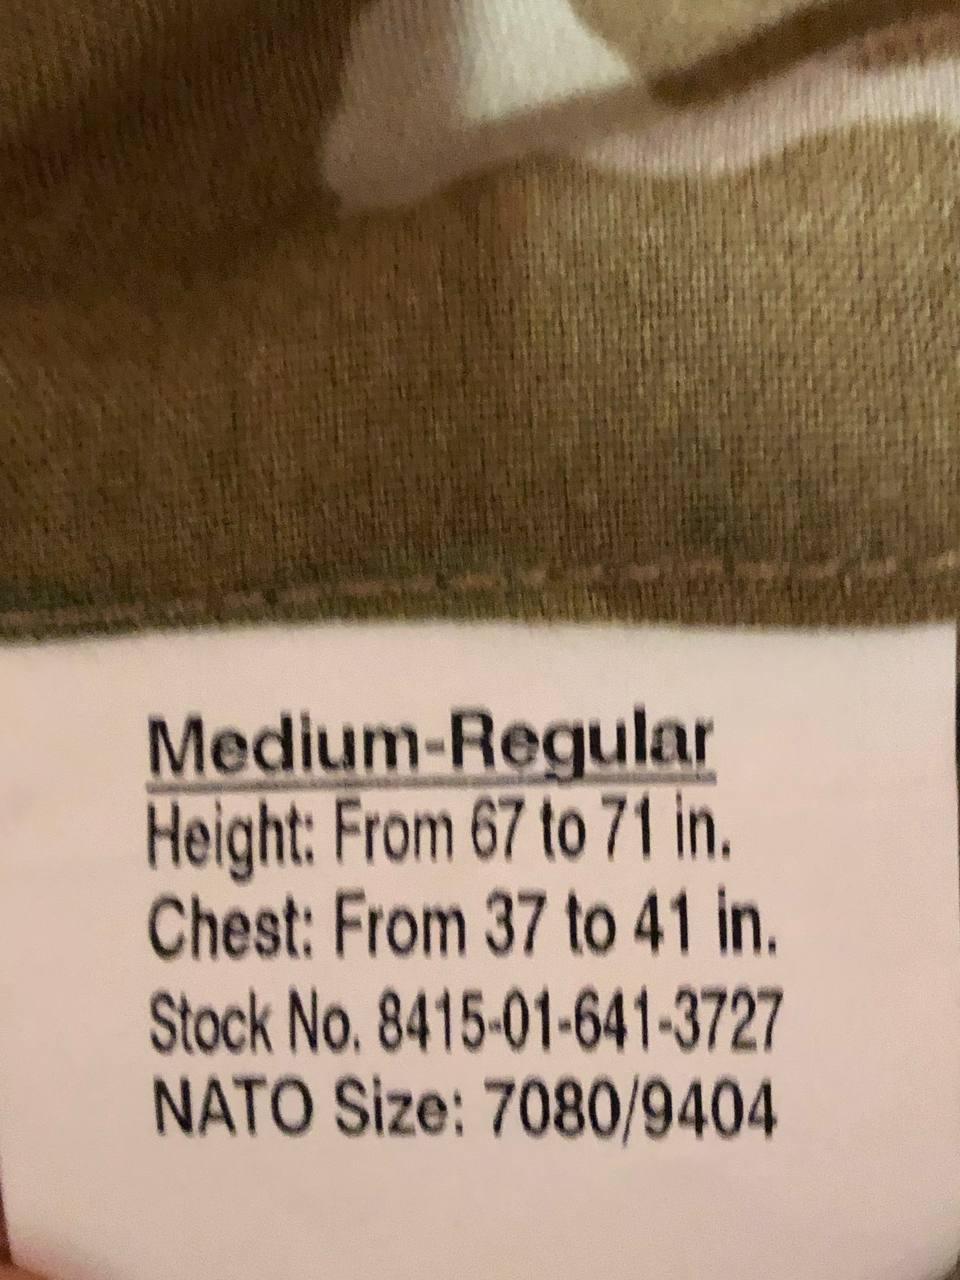 Medium-Regular
Height: From 67 to 71 in.
Chest: From 37 to 41 in.
Stock No. 8415-01-641-3727
NATO Size: 7080/9404